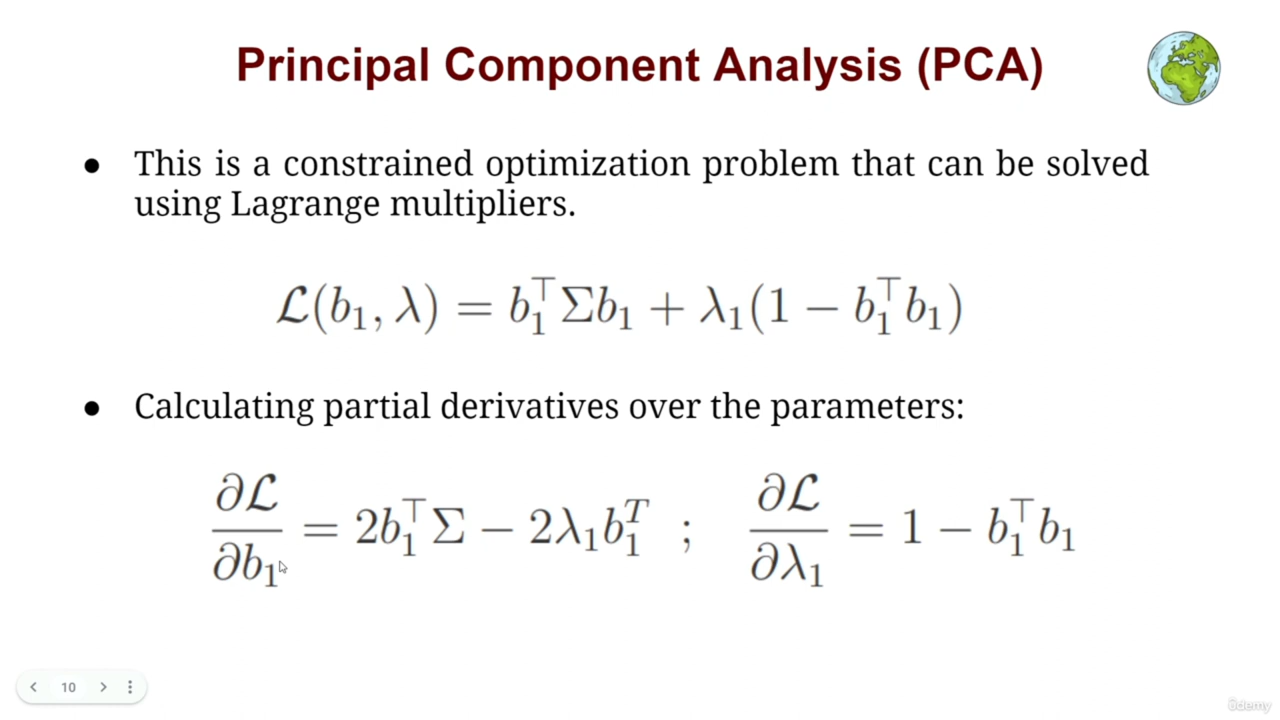 Principal Component Analysis (PCA)
● This is a constrained optimization problem that can be solved
using Lagrange multipliers.
ℒ(b₁, λ) = b₁ᵀΣb₁ + λ₁(1 − b₁ᵀb₁)
● Calculating partial derivatives over the parameters:
∂ℒ/∂b₁ = 2b₁ᵀΣ − 2λ₁b₁ᵀ ; ∂ℒ/∂λ₁ = 1 − b₁ᵀb₁
10
ûdemy